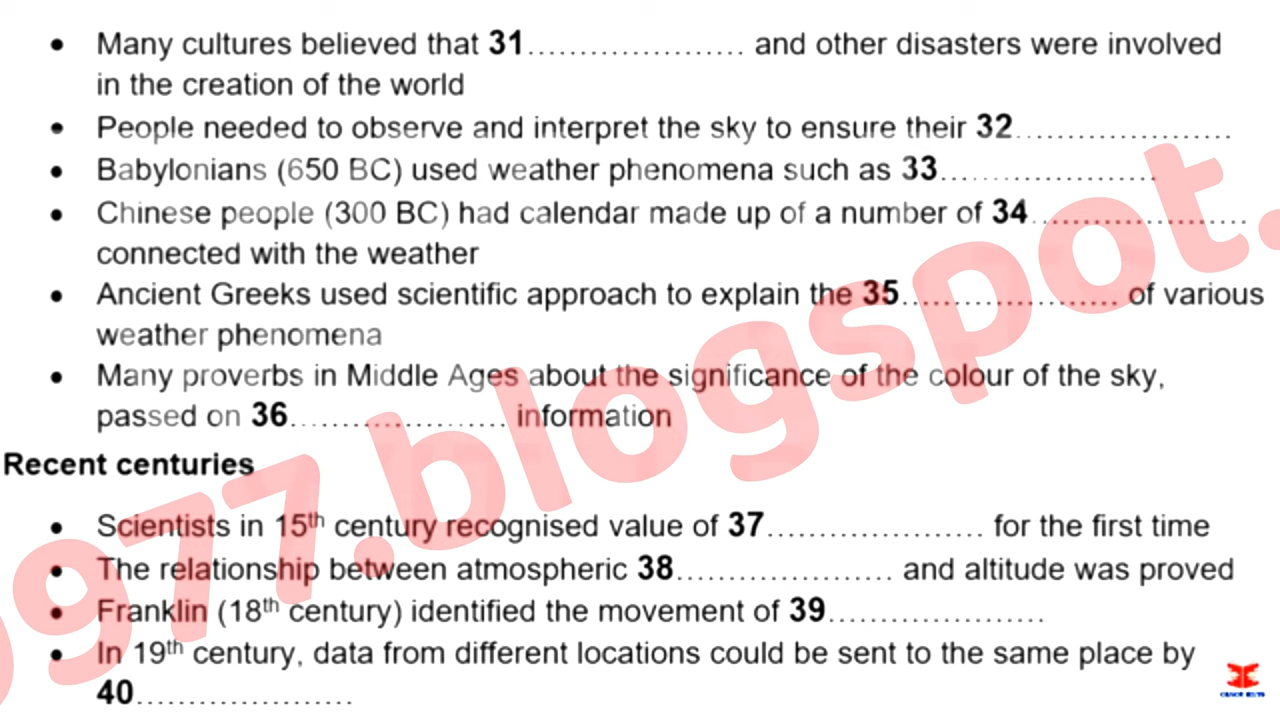 • Many cultures believed that 31..................... and other disasters were involved
in the creation of the world
• People needed to observe and interpret the sky to ensure their 32.....................
• Babylonians (650 BC) used weather phenomena such as 33.....................
• Chinese people (300 BC) had calendar made up of a number of 34.....................
connected with the weather
• Ancient Greeks used scientific approach to explain the 35..................... of various
weather phenomena
• Many proverbs in Middle Ages about the significance of the colour of the sky,
passed on 36..................... information
Recent centuries
• Scientists in 15th century recognised value of 37..................... for the first time
• The relationship between atmospheric 38..................... and altitude was proved
• Franklin (18th century) identified the movement of 39.....................
• In 19th century, data from different locations could be sent to the same place by
40.....................
977.blogspot.